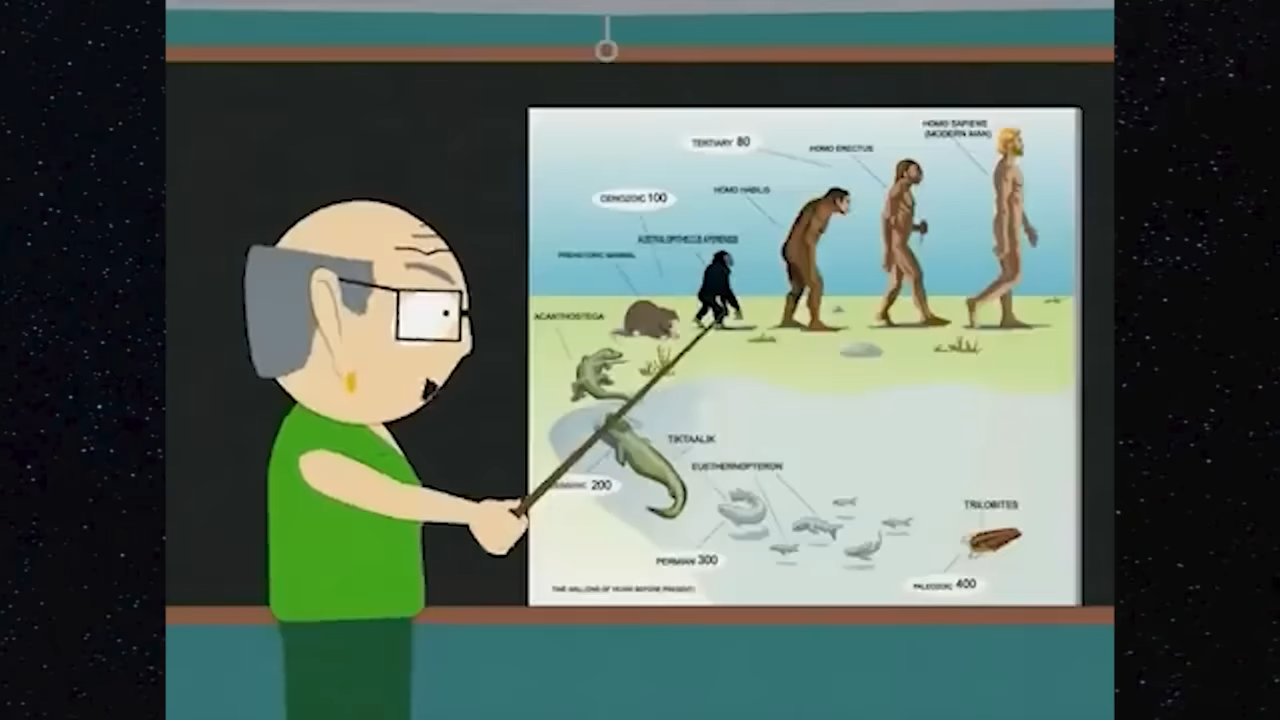 HOMO SAPIENS
(MODERN MAN)
TERTIARY 80
HOMO ERECTUS
HOMO HABILIS
CENOZOIC 100
PREHISTORIC MAMMAL
ACANTHOSTEGA
TIKTAALIK
EUSTHERNOPTERON
200
TRILOBITES
PERMIAN 300
PALEOZOIC 400